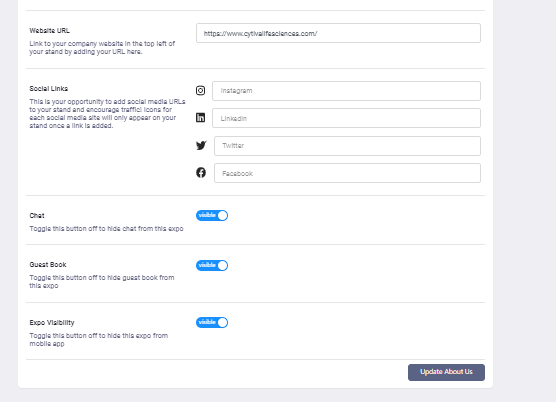 Website URL
https://www.cytivalifesciences.com/
Link to your company website in the top left of
your stand by adding your URL here.
Social Links
Instagram
This is your opportunity to add social media URLs
to your stand and encourage traffic! Icons for
each social media site will only appear on your
stand once a link is added.
Linkedin
Twitter
Facebook
Chat
visible
Toggle this button off to hide chat from this expo
Guest Book
visible
Toggle this button off to hide guest book from
this expo
Expo Visibility
visible
Toggle this button off to hide this expo from
mobile app
Update About Us